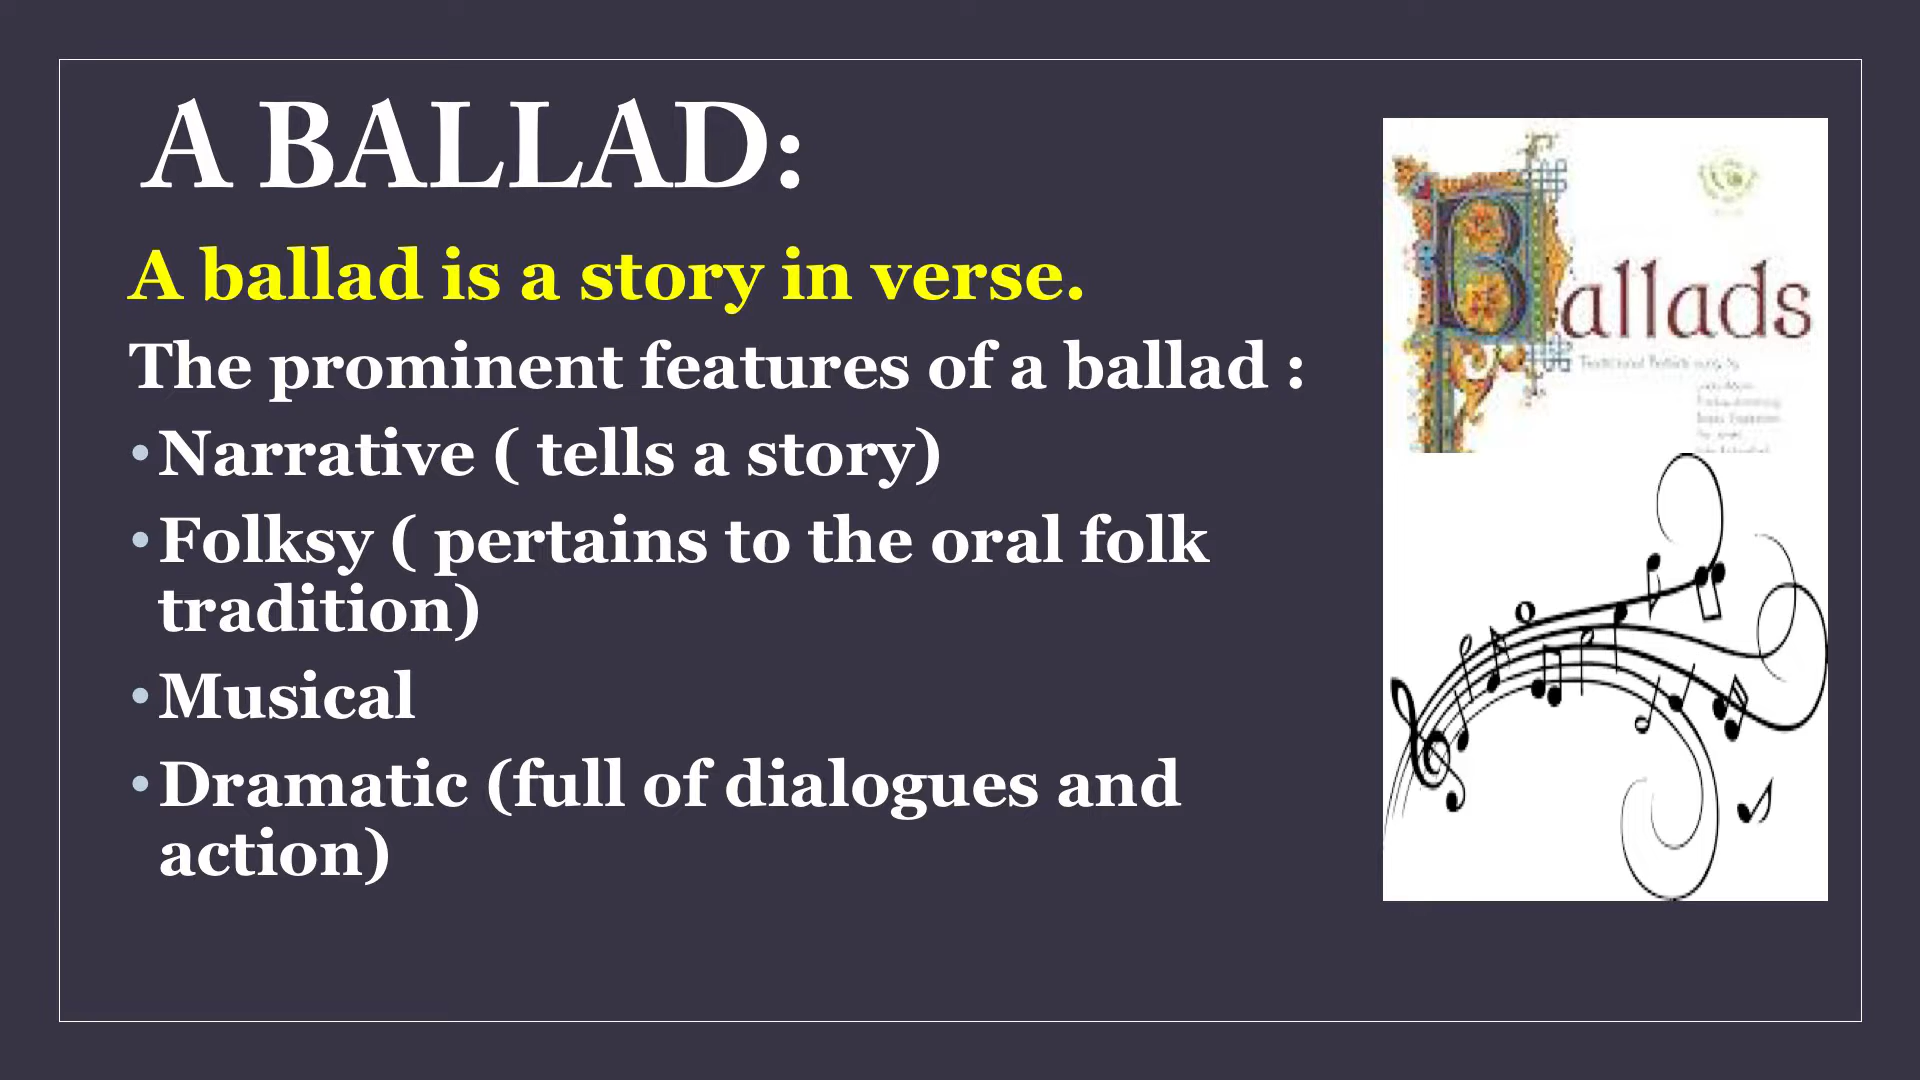 A BALLAD:
A ballad is a story in verse.
The prominent features of a ballad :
•Narrative ( tells a story)
•Folksy ( pertains to the oral folk
tradition)
•Musical
•Dramatic (full of dialogues and
action)
Ballads